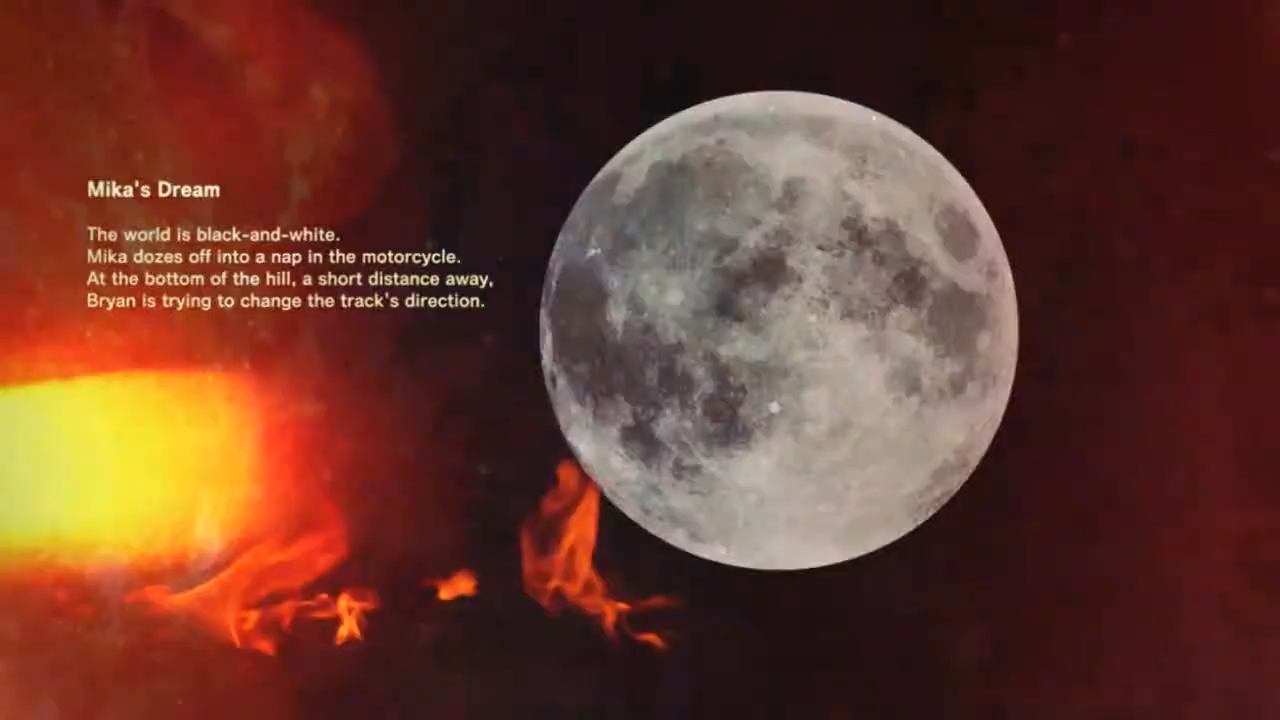 Mika's Dream
The world is black-and-white.
Mika dozes off into a nap in the motorcycle.
At the bottom of the hill, a short distance away,
Bryan is trying to change the track's direction.